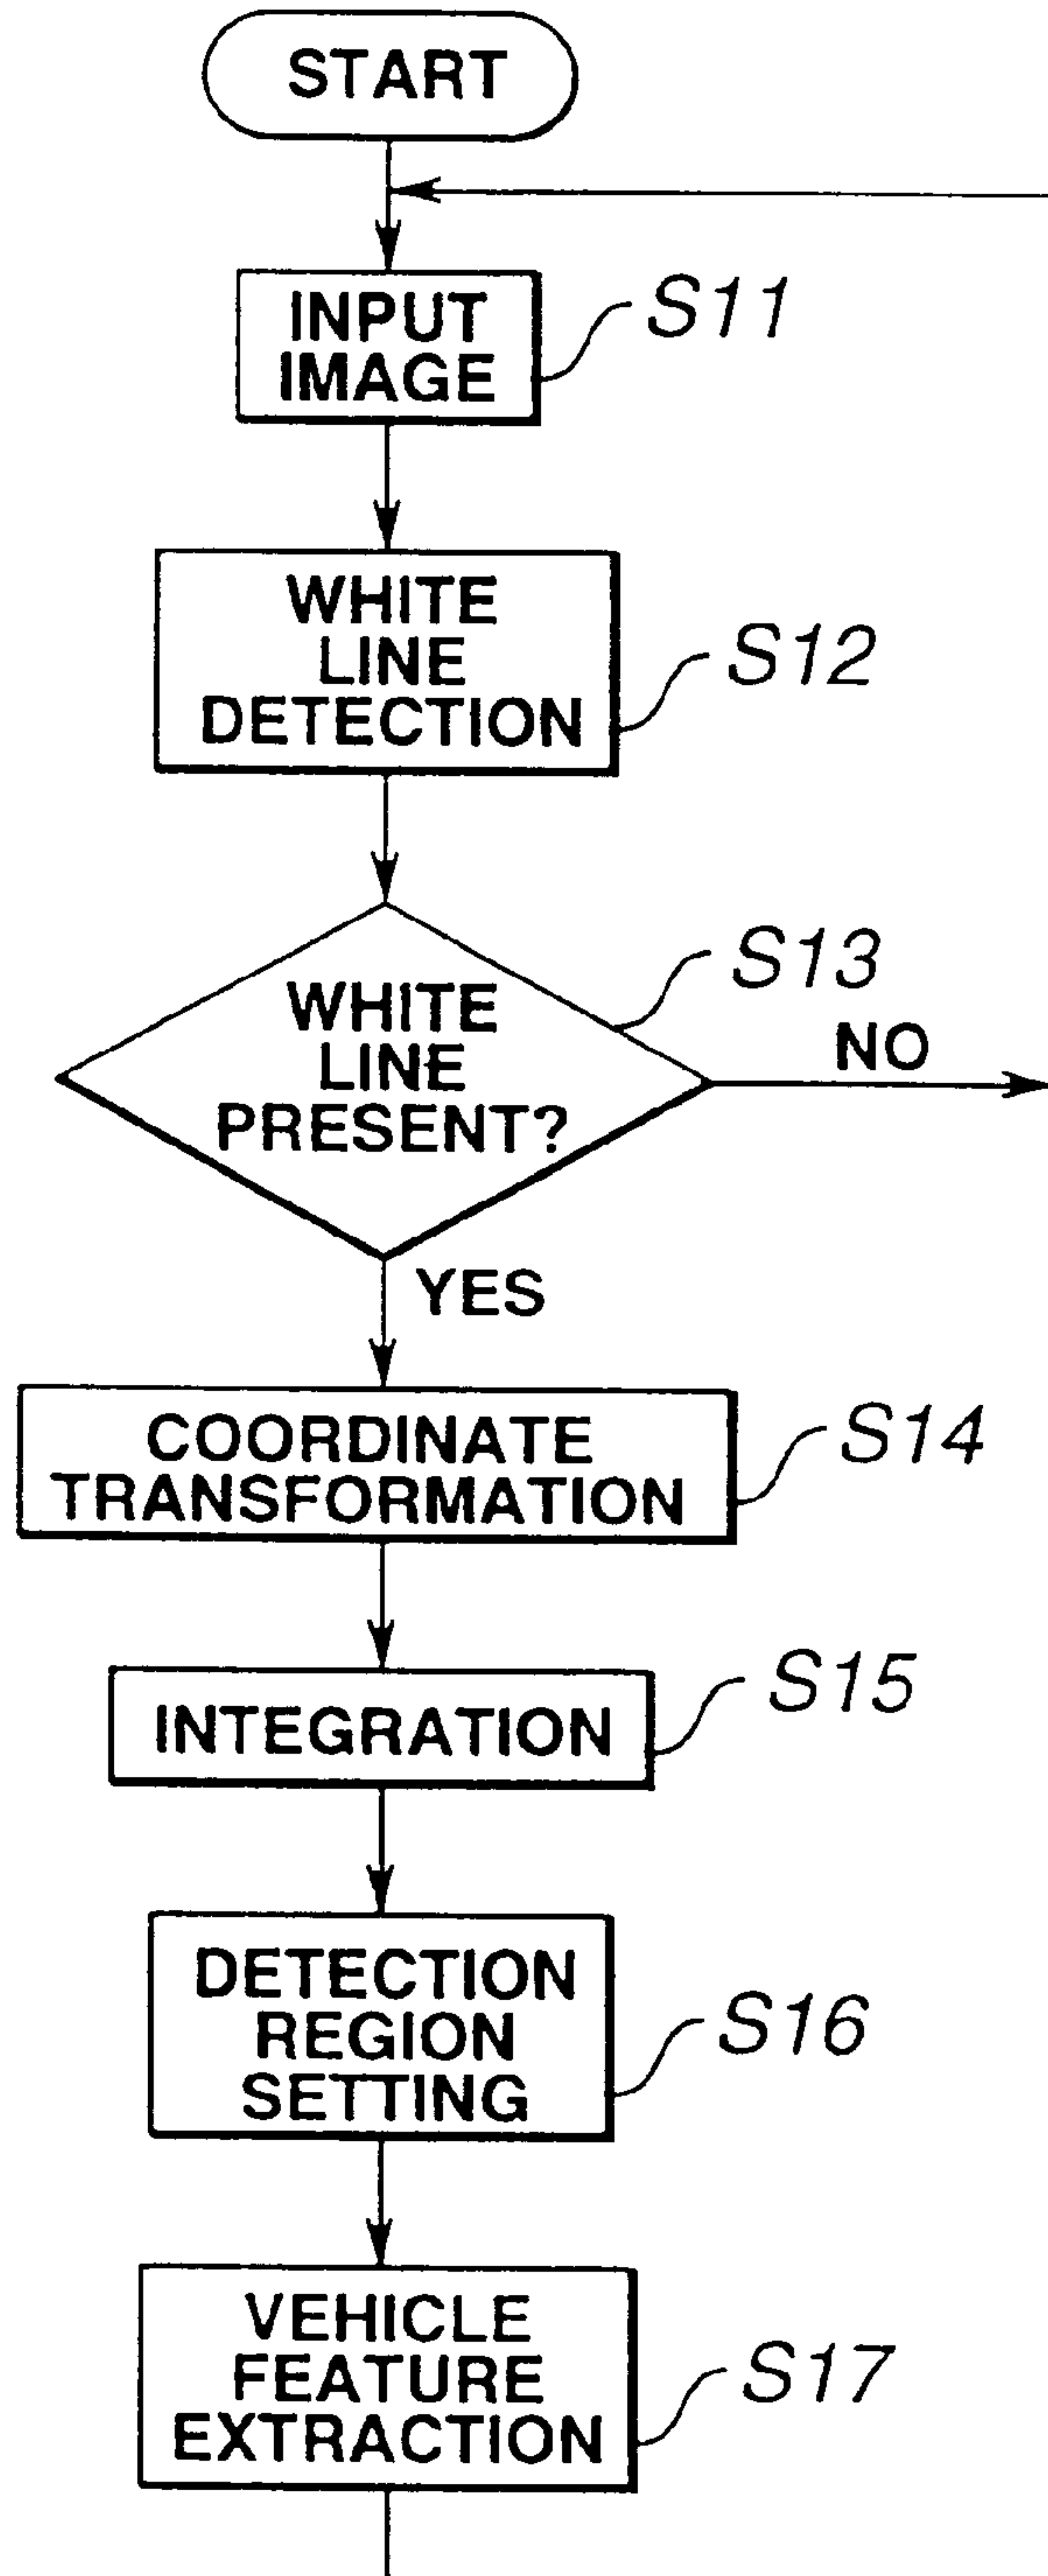 START
INPUT
IMAGE
S11
WHITE
LINE
DETECTION
S12
WHITE
LINE
PRESENT?
S13
NO
YES
COORDINATE
TRANSFORMATION
S14
INTEGRATION
S15
DETECTION
REGION
SETTING
S16
VEHICLE
FEATURE
EXTRACTION
S17